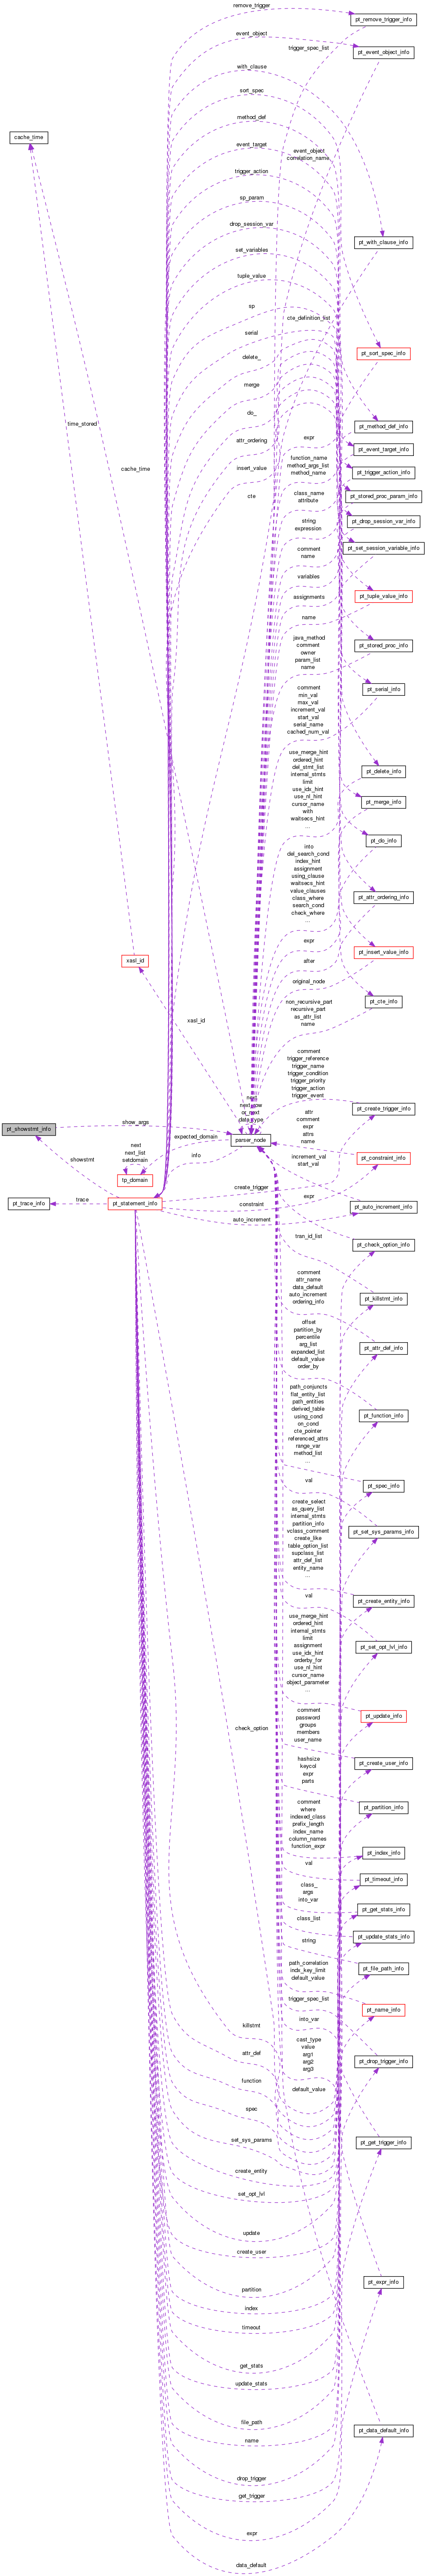 remove_trigger
pt_remove_trigger_info
event_object
trigger_spec_list
pt_event_object_info
with_clause
sort_spec
method_def
cache_time
event_target
event_object
correlation_name
trigger_action
sp_param
drop_session_var
pt_with_clause_info
set_variables
tuple_value
sp
cte_definition_list
serial
delete_
pt_sort_spec_info
merge
do_
time_stored
pt_method_def_info
attr_ordering
expr
pt_event_target_info
cache_time
insert_value
function_name
method_args_list
method_name
pt_trigger_action_info
cte
class_name
attribute
pt_stored_proc_param_info
string
expression
pt_drop_session_var_info
comment
name
pt_set_session_variable_info
variables
assignments
pt_tuple_value_info
name
java_method
comment
owner
param_list
name
pt_stored_proc_info
comment
min_val
max_val
increment_val
start_val
serial_name
cached_num_val
pt_serial_info
use_merge_hint
ordered_hint
del_stmt_list
internal_stmts
limit
use_idx_hint
use_nl_hint
cursor_name
with
waitsecs_hint
...
pt_delete_info
pt_merge_info
pt_do_info
into
del_search_cond
index_hint
assignment
using_clause
waitsecs_hint
value_clauses
class_where
search_cond
check_where
...
pt_attr_ordering_info
expr
after
pt_insert_value_info
xasl_id
original_node
non_recursive_part
recursive_part
as_attr_list
name
pt_cte_info
xasl_id
comment
trigger_reference
trigger_name
trigger_condition
trigger_priority
trigger_action
trigger_event
next
next_row
or_next
data_type
pt_create_trigger_info
pt_showstmt_info
show_args
parser_node
expected_domain
attr
comment
expr
attrs
name
next
next_list
setdomain
info
pt_constraint_info
showstmt
tp_domain
increment_val
start_val
create_trigger
expr
pt_trace_info
trace
pt_statement_info
constraint
pt_auto_increment_info
auto_increment
tran_id_list
pt_check_option_info
comment
attr_name
data_default
auto_increment
ordering_info
pt_killstmt_info
offset
partition_by
percentile
arg_list
expanded_list
default_value
order_by
pt_attr_def_info
path_conjuncts
flat_entity_list
path_entities
derived_table
using_cond
on_cond
cte_pointer
referenced_attrs
range_var
method_list
...
pt_function_info
val
pt_spec_info
create_select
as_query_list
internal_stmts
partition_info
vclass_comment
create_like
table_option_list
supclass_list
attr_def_list
entity_name
...
pt_set_sys_params_info
val
pt_create_entity_info
use_merge_hint
ordered_hint
internal_stmts
limit
assignment
use_idx_hint
orderby_for
use_nl_hint
cursor_name
object_parameter
...
pt_set_opt_lvl_info
pt_update_info
check_option
comment
password
groups
members
user_name
pt_create_user_info
hashsize
keycol
expr
parts
pt_partition_info
comment
where
indexed_class
prefix_length
index_name
column_names
function_expr
pt_index_info
val
pt_timeout_info
class_
args
into_var
pt_get_stats_info
class_list
pt_update_stats_info
string
pt_file_path_info
path_correlation
indx_key_limit
default_value
trigger_spec_list
pt_name_info
killstmt
into_var
attr_def
cast_type
value
arg1
arg2
arg3
pt_drop_trigger_info
function
default_value
spec
set_sys_params
pt_get_trigger_info
create_entity
set_opt_lvl
update
create_user
pt_expr_info
partition
index
timeout
get_stats
update_stats
pt_data_default_info
file_path
name
drop_trigger
get_trigger
expr
data_default